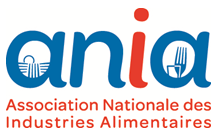 ania
Association Nationale des
Industries Alimentaires